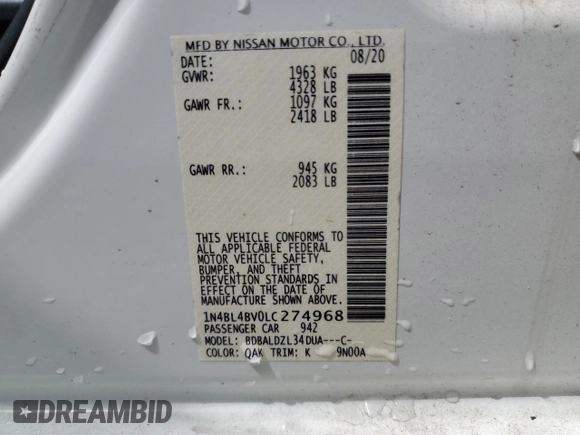 MFD BY NISSAN MOTOR CO., LTD.
DATE: 08/20
GVWR: 1963 KG
4328 LB
GAWR FR.: 1097 KG
2418 LB
GAWR RR.: 945 KG
2083 LB
THIS VEHICLE CONFORMS TO
ALL APPLICABLE FEDERAL
MOTOR VEHICLE SAFETY,
BUMPER, AND THEFT
PREVENTION STANDARDS IN
EFFECT ON THE DATE OF
MANUFACTURE SHOWN ABOVE.
1N4BL4BV0LC274968
PASSENGER CAR 942
MODEL: BDBALDZL34DUA---C-
COLOR: QAK TRIM: K 9N00A
DREAMBID